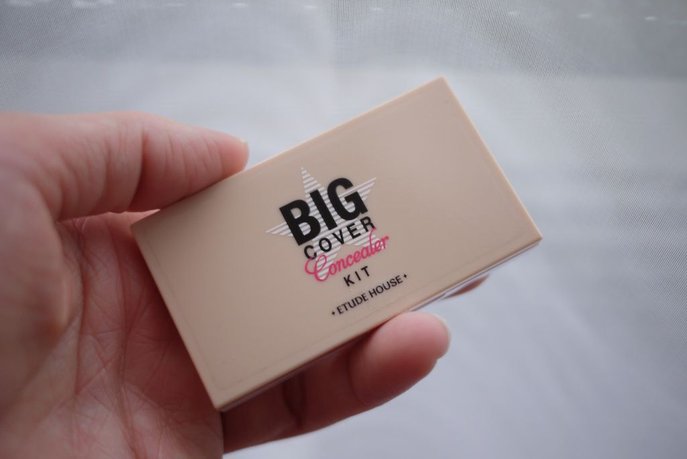 BIG
COVER
Concealer
KIT
• ETUDE HOUSE •